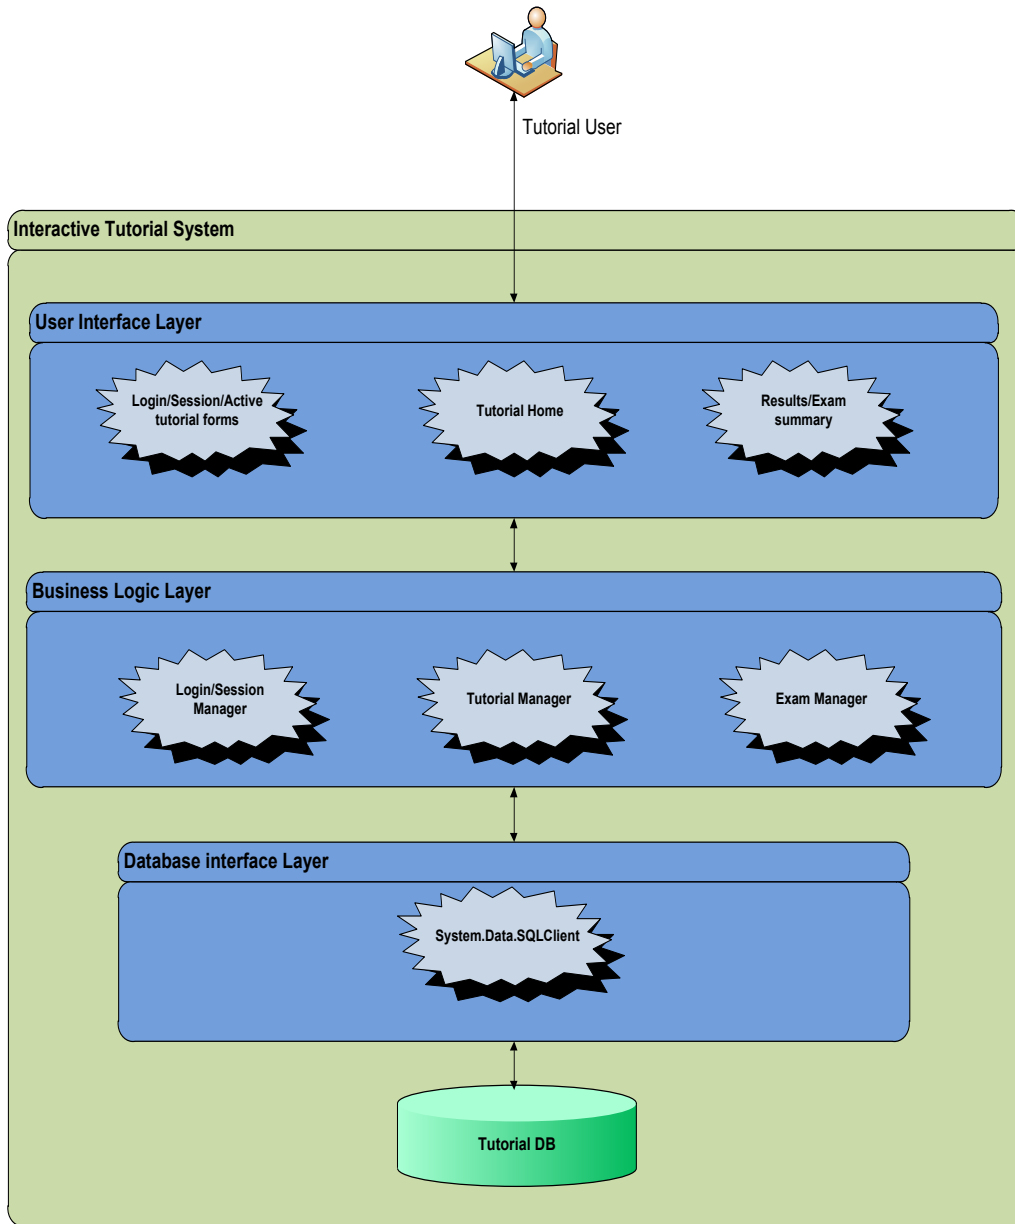 Tutorial User
Interactive Tutorial System
User Interface Layer
Login/Session/Active
tutorial forms
Tutorial Home
Results/Exam
summary
Business Logic Layer
Login/Session
Manager
Tutorial Manager
Exam Manager
Database interface Layer
System.Data.SQLClient
Tutorial DB